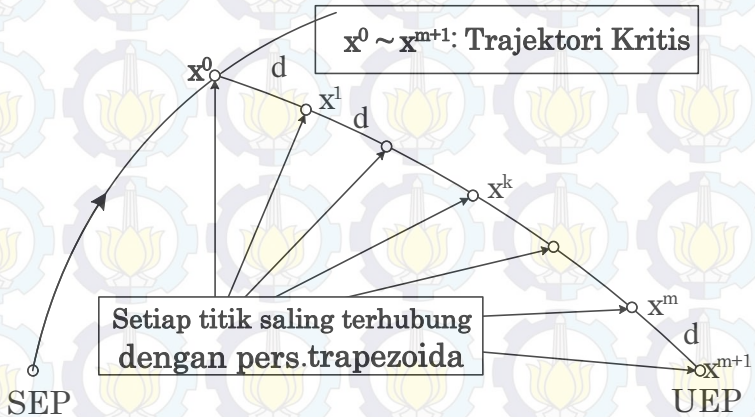 x⁰ ~ xᵐ⁺¹: Trajektori Kritis
x⁰
d
x¹
d
xᵏ
Setiap titik saling terhubung
dengan pers.trapezoida
xᵐ
d
xᵐ⁺¹
SEP
UEP